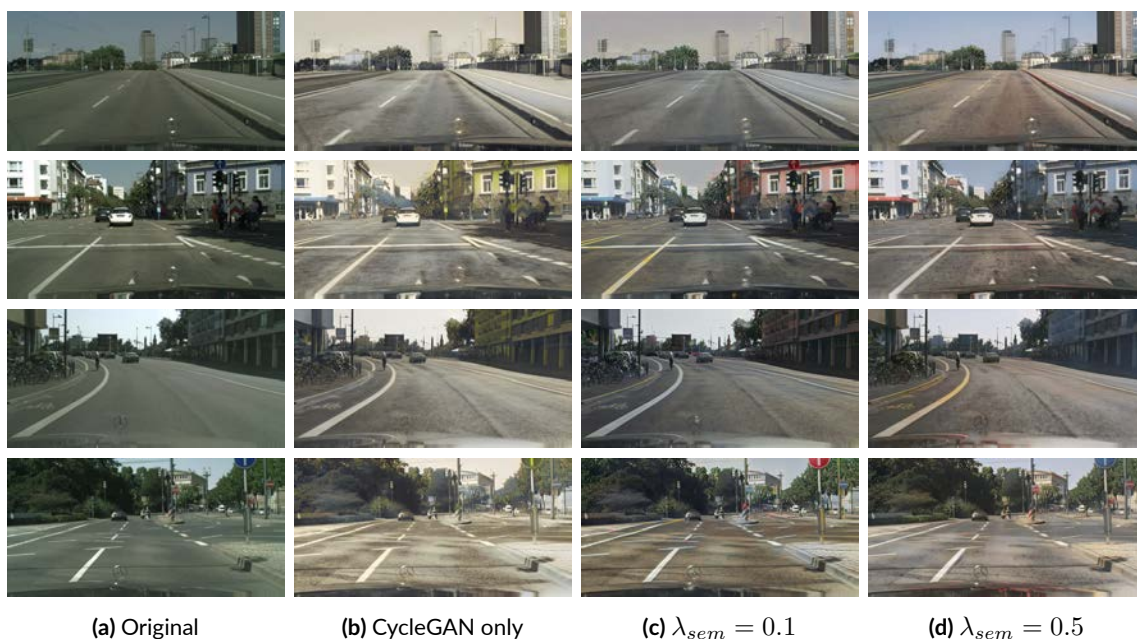 (a) Original (b) CycleGAN only (c) λ_sem = 0.1 (d) λ_sem = 0.5